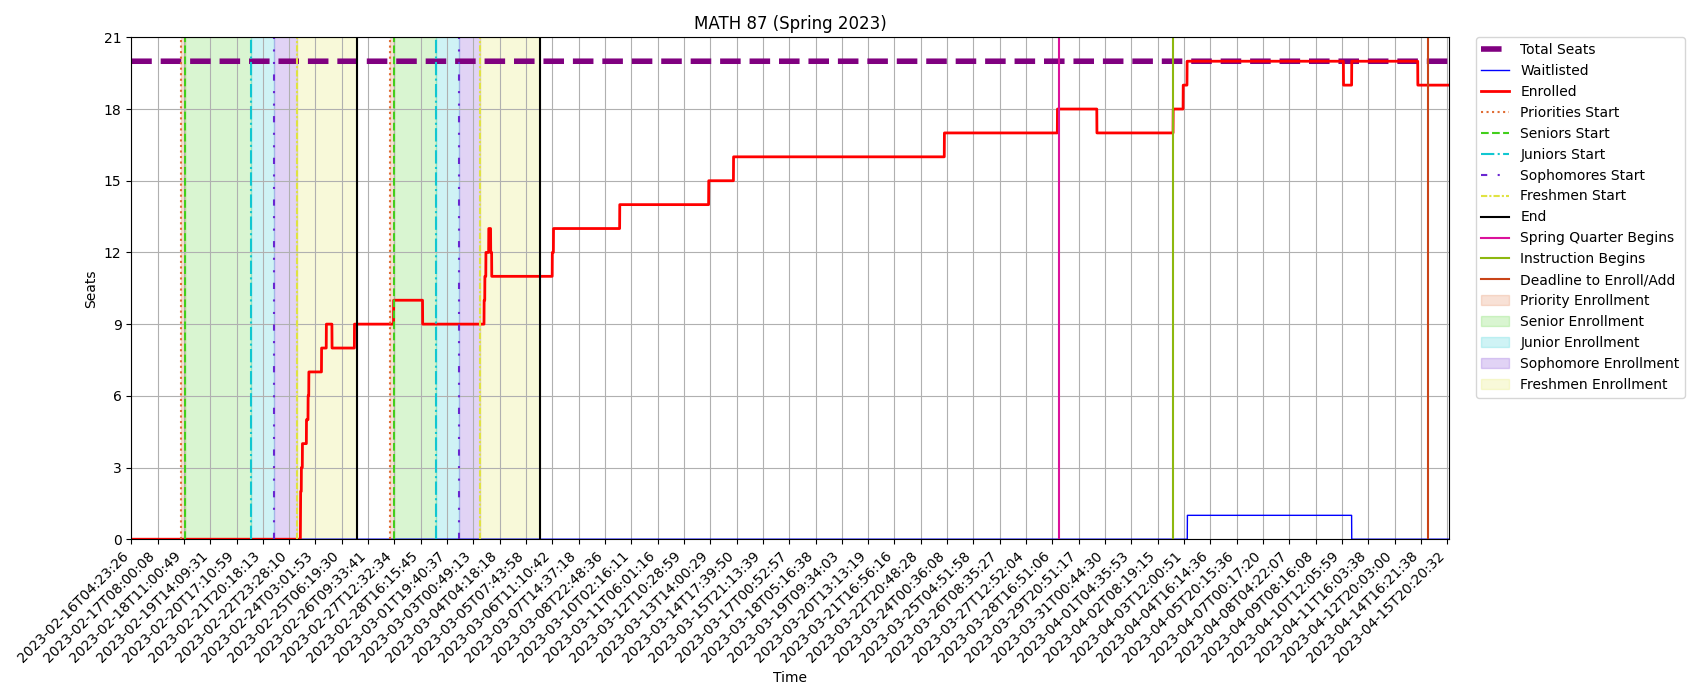 MATH 87 (Spring 2023)
Seats
21
18
15
12
9
6
3
0
2023-02-16T04:23:26
2023-02-17T08:00:08
2023-02-18T11:00:49
2023-02-19T14:09:31
2023-02-20T17:10:59
2023-02-21T20:18:13
2023-02-22T23:28:10
2023-02-24T03:01:53
2023-02-25T06:19:30
2023-02-26T09:33:41
2023-02-27T12:32:34
2023-02-28T16:15:45
2023-03-01T19:40:37
2023-03-03T00:49:13
2023-03-04T04:18:18
2023-03-05T07:43:58
2023-03-06T11:10:42
2023-03-07T14:37:18
2023-03-08T22:48:36
2023-03-10T02:16:11
2023-03-11T06:01:16
2023-03-12T10:28:59
2023-03-13T14:00:29
2023-03-14T17:39:50
2023-03-15T21:13:39
2023-03-17T00:52:57
2023-03-18T05:16:38
2023-03-19T09:34:03
2023-03-20T13:13:19
2023-03-21T16:56:16
2023-03-22T20:48:28
2023-03-24T00:36:08
2023-03-25T04:51:58
2023-03-26T08:35:27
2023-03-27T12:52:04
2023-03-28T16:51:06
2023-03-29T20:51:17
2023-03-31T00:44:30
2023-04-01T04:35:53
2023-04-02T08:19:15
2023-04-03T12:00:51
2023-04-04T16:14:36
2023-04-05T20:15:36
2023-04-07T00:17:20
2023-04-08T04:22:07
2023-04-09T08:16:08
2023-04-10T12:05:59
2023-04-11T16:03:38
2023-04-12T20:03:00
2023-04-14T16:21:38
2023-04-15T20:20:32
Time
Total Seats
Waitlisted
Enrolled
Priorities Start
Seniors Start
Juniors Start
Sophomores Start
Freshmen Start
End
Spring Quarter Begins
Instruction Begins
Deadline to Enroll/Add
Priority Enrollment
Senior Enrollment
Junior Enrollment
Sophomore Enrollment
Freshmen Enrollment